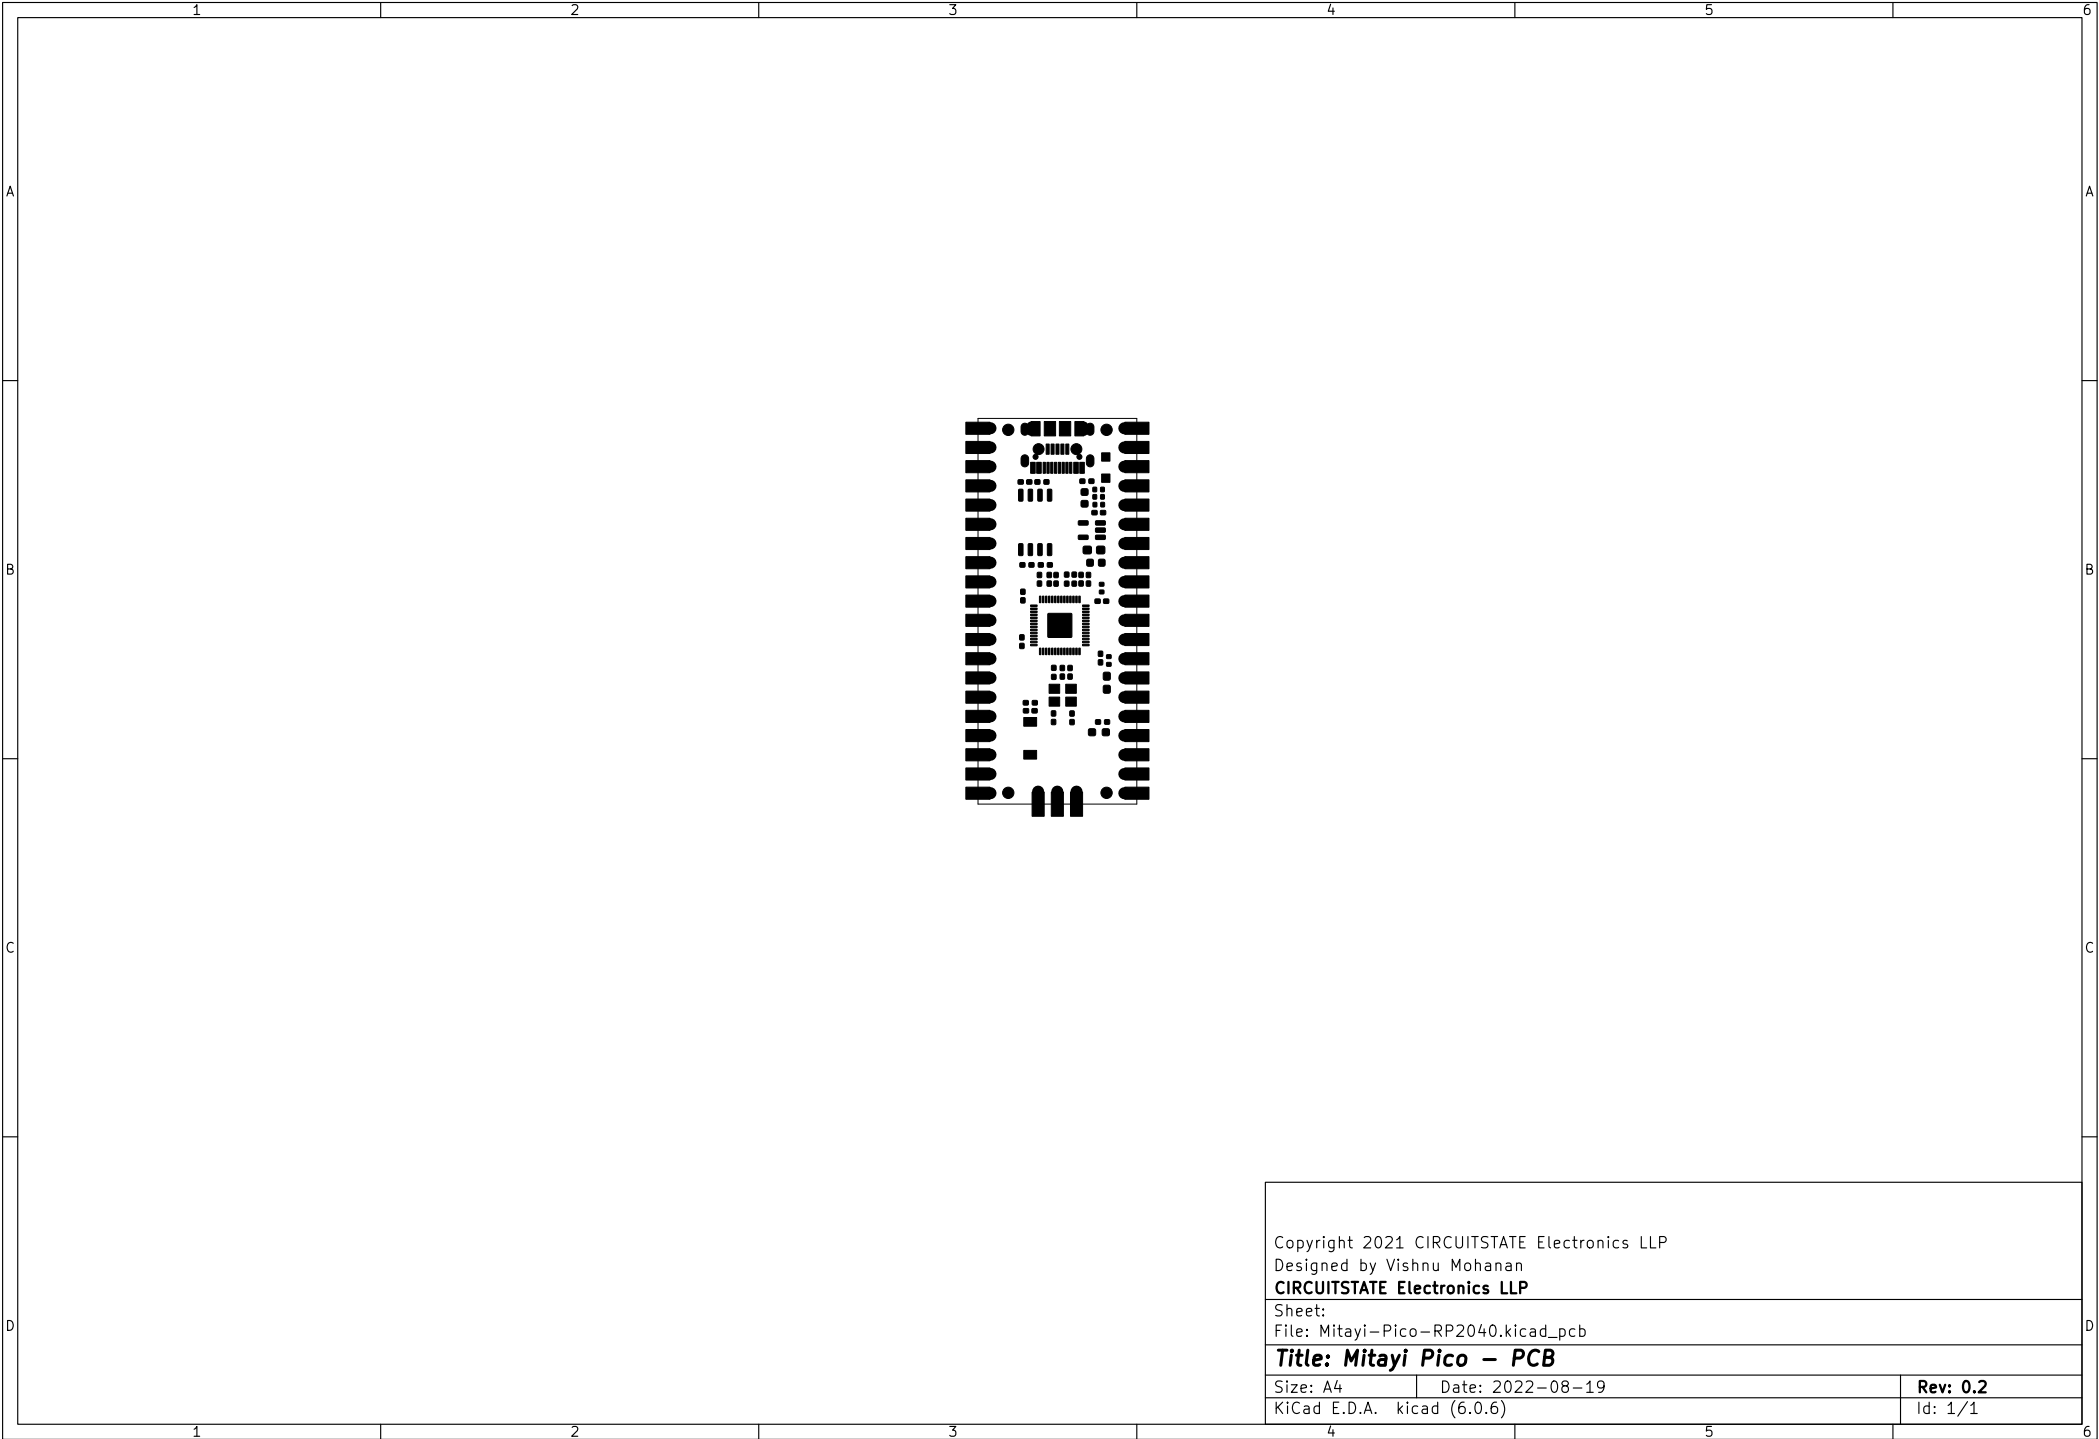 1 2 3 4 5 6
A A
B B
C C
Copyright 2021 CIRCUITSTATE Electronics LLP
Designed by Vishnu Mohanan
CIRCUITSTATE Electronics LLP
Sheet:
D D
File: Mitayi-Pico-RP2040.kicad_pcb
Title: Mitayi Pico – PCB
Size: A4 Date: 2022-08-19 Rev: 0.2
KiCad E.D.A. kicad (6.0.6) Id: 1/1
1 2 3 4 5 6